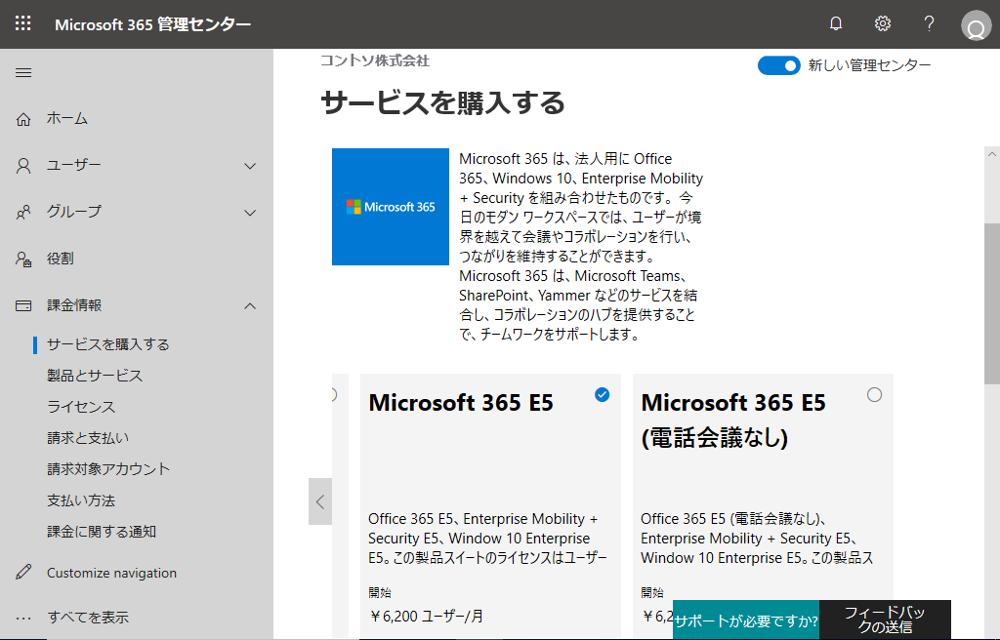 Microsoft 365 管理センター
コントソ株式会社
新しい管理センター
サービスを購入する
ホーム
ユーザー
グループ
役割
課金情報
サービスを購入する
製品とサービス
ライセンス
請求と支払い
請求対象アカウント
支払い方法
課金に関する通知
Customize navigation
すべてを表示
Microsoft 365
Microsoft 365 は、法人用に Office
365、Windows 10、Enterprise Mobility
+ Security を組み合わせたものです。今
日のモダン ワークスペースでは、ユーザーが境
界を越えて会議やコラボレーションを行い、
つながりを維持することができます。
Microsoft 365 は、Microsoft Teams、
SharePoint、Yammer などのサービスを結
合し、コラボレーションのハブを提供すること
で、チームワークをサポートします。
Microsoft 365 E5
Office 365 E5、Enterprise Mobility +
Security E5、Window 10 Enterprise
E5。この製品スイートのライセンスはユーザー
開始
￥6,200 ユーザー/月
Microsoft 365 E5
(電話会議なし)
Office 365 E5 (電話会議なし)、
Enterprise Mobility + Security E5、
Window 10 Enterprise E5。この製品ス
開始
￥6,2
サポートが必要ですか?
フィードバッ
クの送信